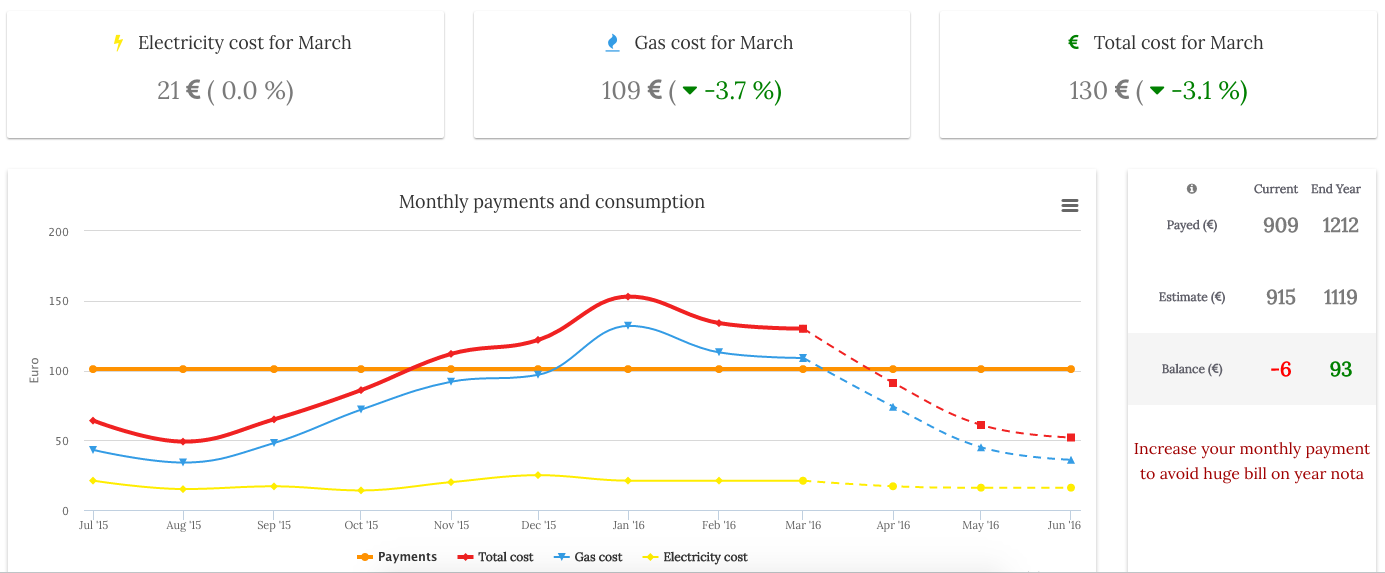 Electricity cost for March
21 € ( 0.0 %)
Gas cost for March
109 € ( -3.7 %)
Total cost for March
130 € ( -3.1 %)
Monthly payments and consumption
Euro
200
150
100
50
0
Jul '15 Aug '15 Sep '15 Oct '15 Nov '15 Dec '15 Jan '16 Feb '16 Mar '16 Apr '16 May '16 Jun '16
Payments Total cost Gas cost Electricity cost
Current End Year
Payed (€) 909 1212
Estimate (€) 915 1119
Balance (€) -6 93
Increase your monthly payment
to avoid huge bill on year nota